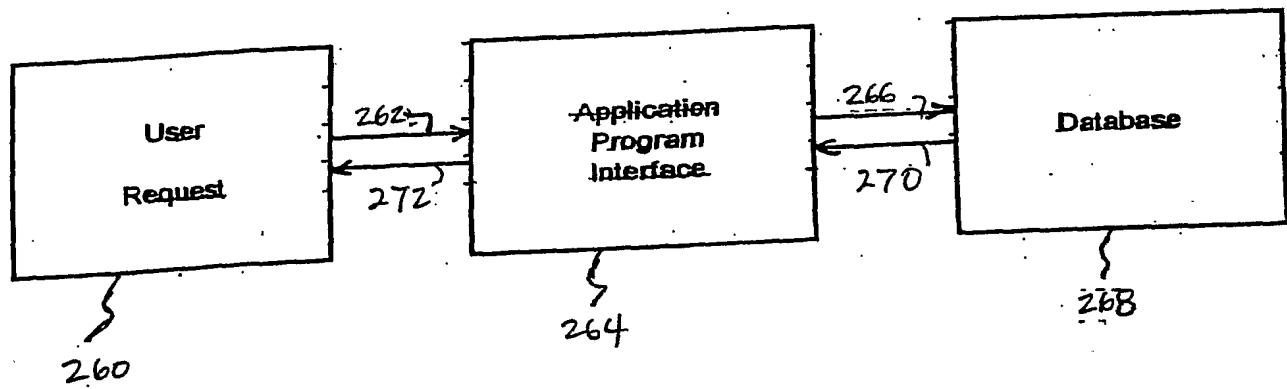 User
Request
262
272
Application
Program
Interface
266
270
Database
260
264
268